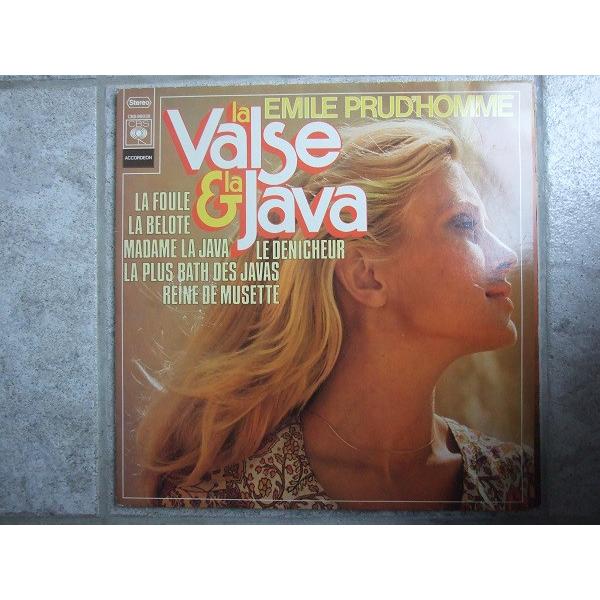 Stereo
CBS
ACCORDEON
EMILE PRUD'HOMME
la Valse
& la Java
LA FOULE
LA BELOTE
MADAME LA JAVA LE DENICHEUR
LA PLUS BATH DES JAVAS
REINE DE MUSETTE